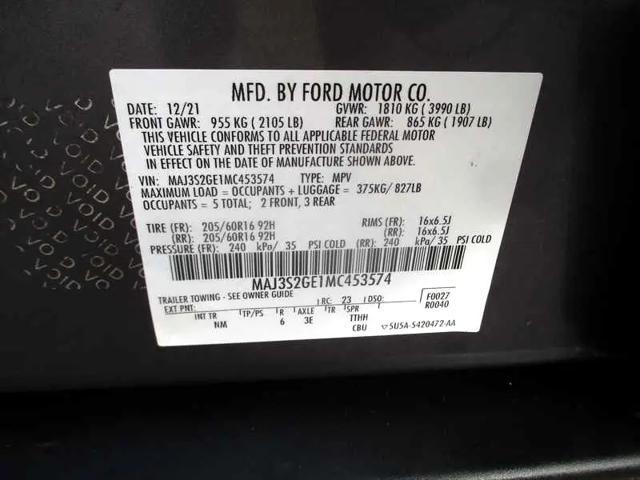 MFD. BY FORD MOTOR CO.
DATE: 12/21 GVWR: 1810 KG ( 3990 LB)
FRONT GAWR: 955 KG ( 2105 LB) REAR GAWR: 865 KG ( 1907 LB)
THIS VEHICLE CONFORMS TO ALL APPLICABLE FEDERAL MOTOR
VEHICLE SAFETY AND THEFT PREVENTION STANDARDS
IN EFFECT ON THE DATE OF MANUFACTURE SHOWN ABOVE.
VIN: MAJ3S2GE1MC453574 TYPE: MPV
MAXIMUM LOAD = OCCUPANTS + LUGGAGE = 375KG/ 827LB
OCCUPANTS = 5 TOTAL; 2 FRONT, 3 REAR
TIRE (FR): 205/60R16 92H RIMS (FR): 16x6.5J
(RR): 205/60R16 92H (RR): 16x6.5J
PRESSURE (FR): 240 kPa/ 35 PSI COLD (RR): 240 kPa/ 35 PSI COLD
MAJ3S2GE1MC453574
TRAILER TOWING - SEE OWNER GUIDE
EXT PNT: RC: 23 DSO: F0027
R0040
TP/PS R AXLE TR SPR
NM 6 3E TTHH
CBU 5U5A-5420472-AA
VOID VOID VOID